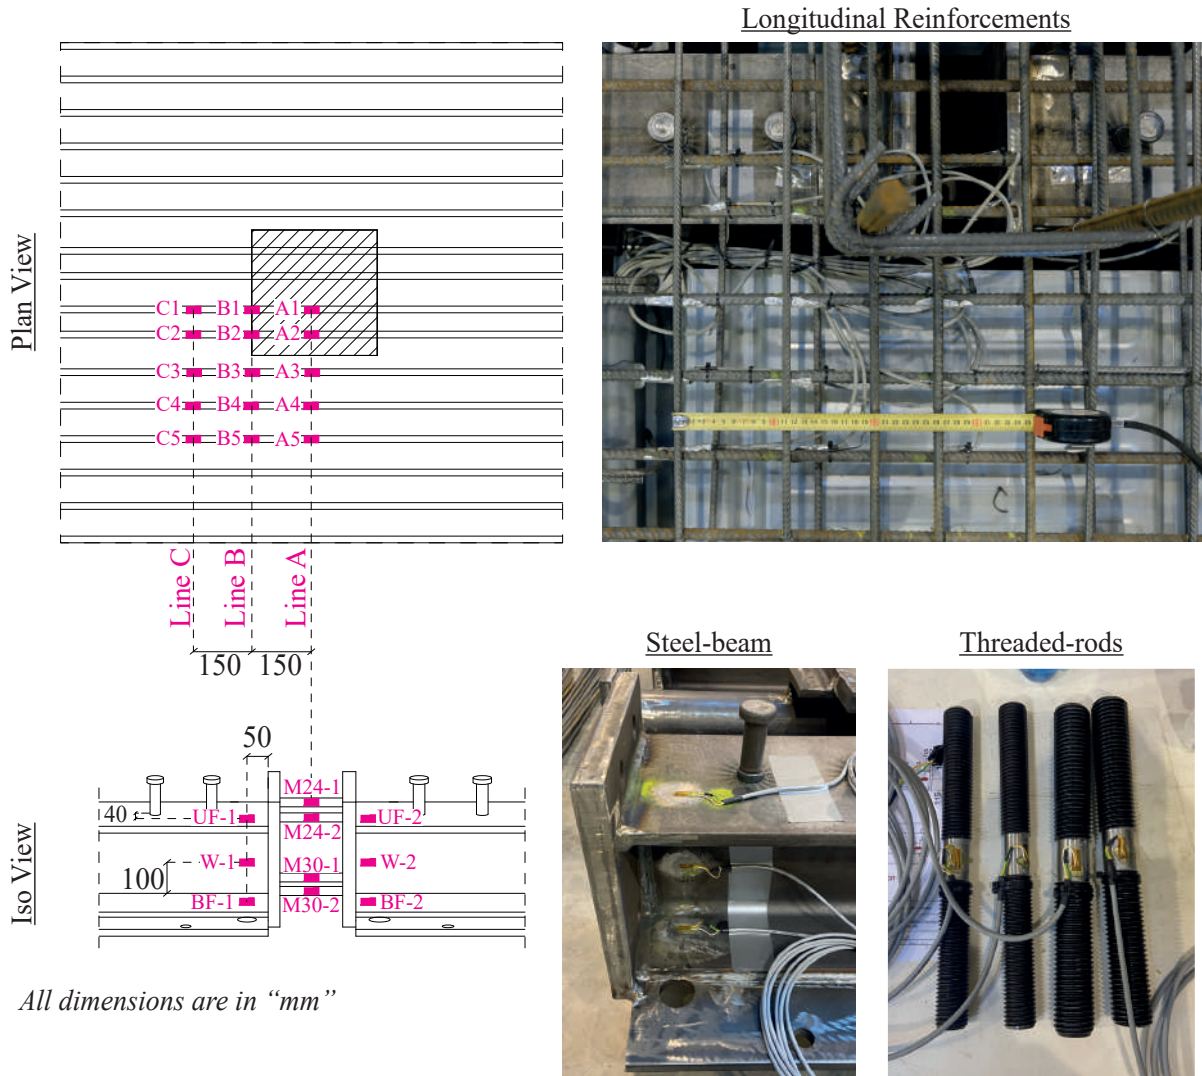 Longitudinal Reinforcements
Plan View
C1 B1 A1
C2 B2 A2
C3 B3 A3
C4 B4 A4
C5 B5 A5
Line C
Line B
Line A
150 150
Steel-beam
Threaded-rods
Iso View
50
40
100
M24-1
UF-1
UF-2
M24-2
W-1
M30-1
W-2
BF-1
M30-2
BF-2
All dimensions are in “mm”